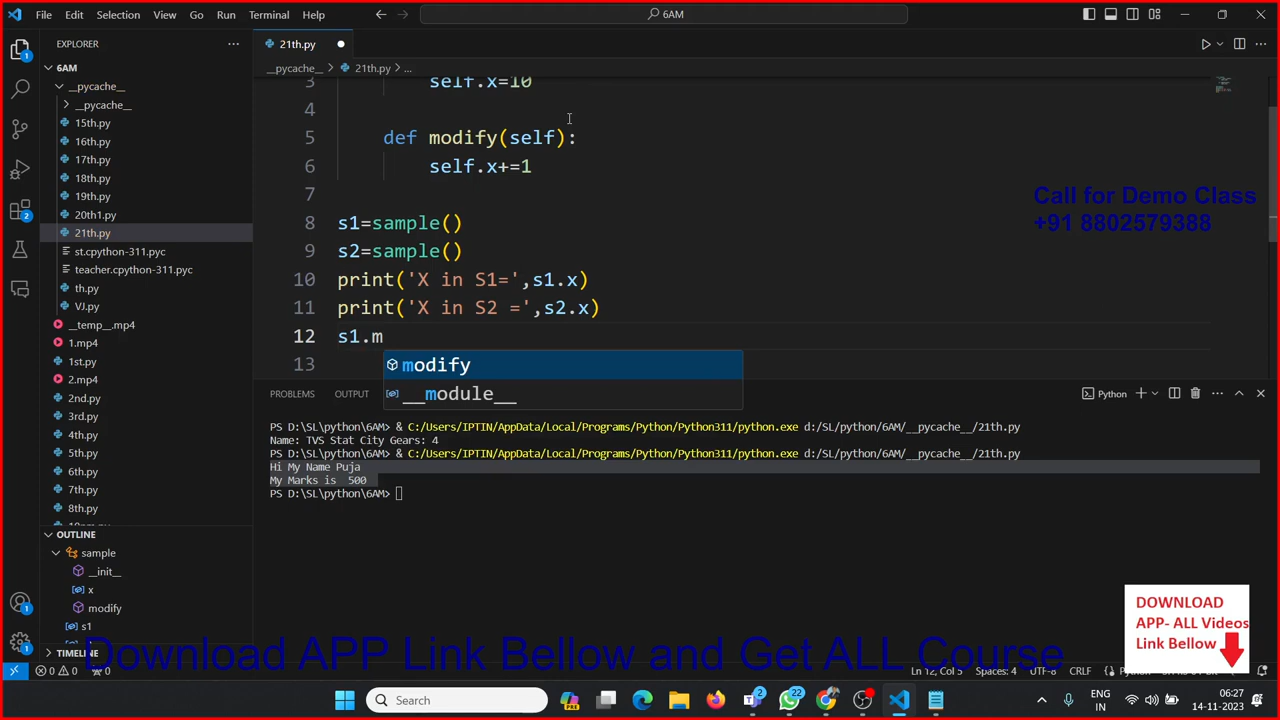 File Edit Selection View Go Run Terminal Help
6AM
EXPLORER
21th.py
6AM
__pycache__ > 21th.py > ...
__pycache__
__pycache__
15th.py
16th.py
17th.py
18th.py
19th.py
20th1.py
21th.py
st.cpython-311.pyc
teacher.cpython-311.pyc
th.py
VJ.py
__temp__.mp4
1.mp4
1st.py
2.mp4
2nd.py
3rd.py
4th.py
5th.py
6th.py
7th.py
8th.py
OUTLINE
sample
__init__
x
modify
s1
TIMELINE
3 self.x=10
4
5 def modify(self):
6 self.x+=1
7
8 s1=sample()
9 s2=sample()
10 print('X in S1=',s1.x)
11 print('X in S2 =',s2.x)
12 s1.m
13
modify
__module__
Call for Demo Class
+91 8802579388
PROBLEMS OUTPUT
Python
PS D:\SL\python\6AM> & C:/Users/IPTIN/AppData/Local/Programs/Python/Python311/python.exe d:/SL/python/6AM/__pycache__/21th.py
Name: TVS Stat City Gears: 4
PS D:\SL\python\6AM> & C:/Users/IPTIN/AppData/Local/Programs/Python/Python311/python.exe d:/SL/python/6AM/__pycache__/21th.py
Hi My Name Puja
My Marks is 500
PS D:\SL\python\6AM>
DOWNLOAD
APP- ALL Videos
Link Bellow
Download APP Link Bellow and Get ALL Course
0 0 0 Ln 12, Col 5 Spaces: 4 UTF-8 CRLF
Search
2
22
ENG
IN
06:27
14-11-2023